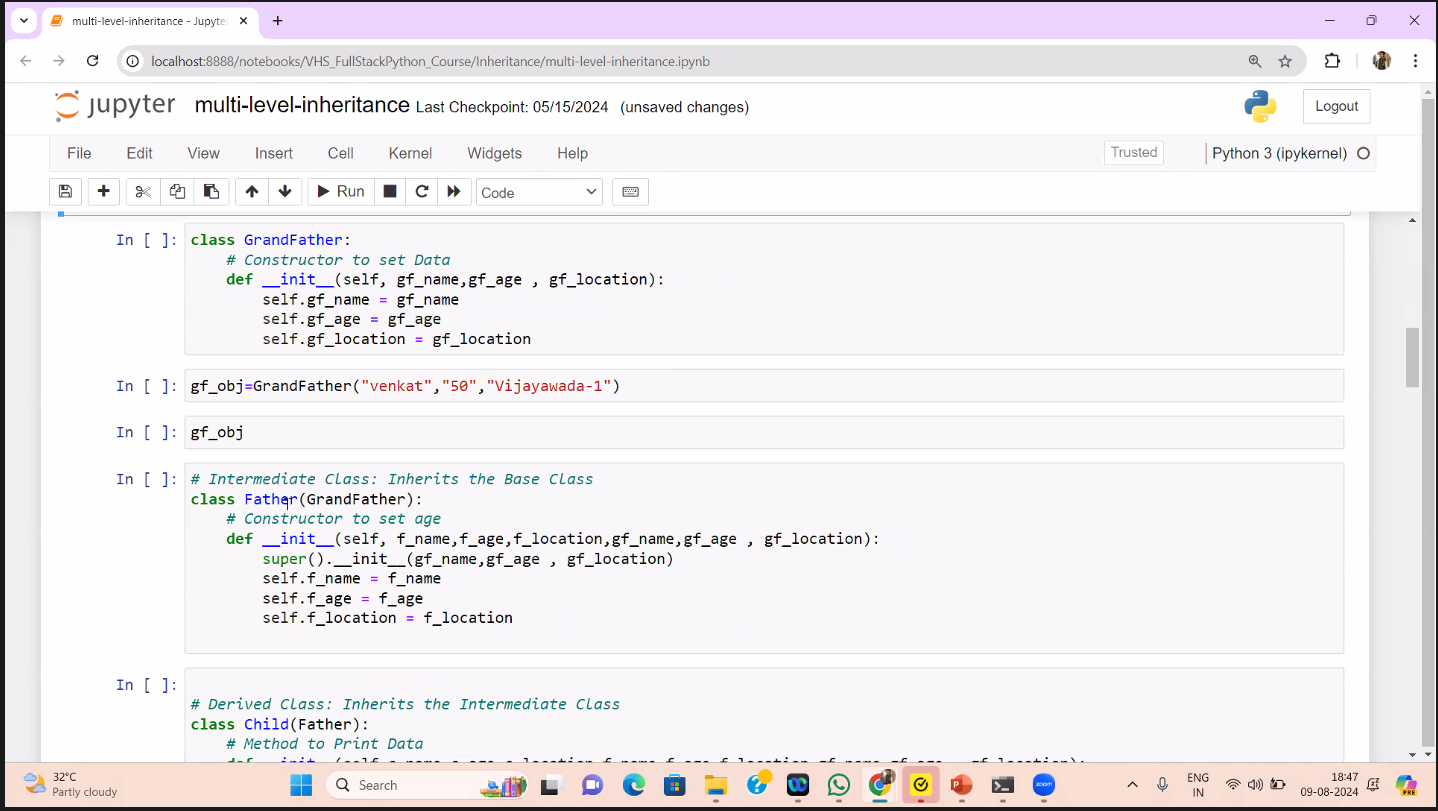 multi-level-inheritance - Jupyte
localhost:8888/notebooks/VHS_FullStackPython_Course/Inheritance/multi-level-inheritance.ipynb
jupyter multi-level-inheritance Last Checkpoint: 05/15/2024 (unsaved changes)
Logout
File Edit View Insert Cell Kernel Widgets Help
Trusted
Python 3 (ipykernel)
Run
Code
In [ ]: class GrandFather:
# Constructor to set Data
def __init__(self, gf_name,gf_age , gf_location):
self.gf_name = gf_name
self.gf_age = gf_age
self.gf_location = gf_location
In [ ]: gf_obj=GrandFather("venkat","50","Vijayawada-1")
In [ ]: gf_obj
In [ ]: # Intermediate Class: Inherits the Base Class
class Father(GrandFather):
# Constructor to set age
def __init__(self, f_name,f_age,f_location,gf_name,gf_age , gf_location):
super().__init__(gf_name,gf_age , gf_location)
self.f_name = f_name
self.f_age = f_age
self.f_location = f_location
In [ ]:
# Derived Class: Inherits the Intermediate Class
class Child(Father):
# Method to Print Data
32°C
Partly cloudy
Search
zoom
ENG
IN
18:47
09-08-2024
PRE